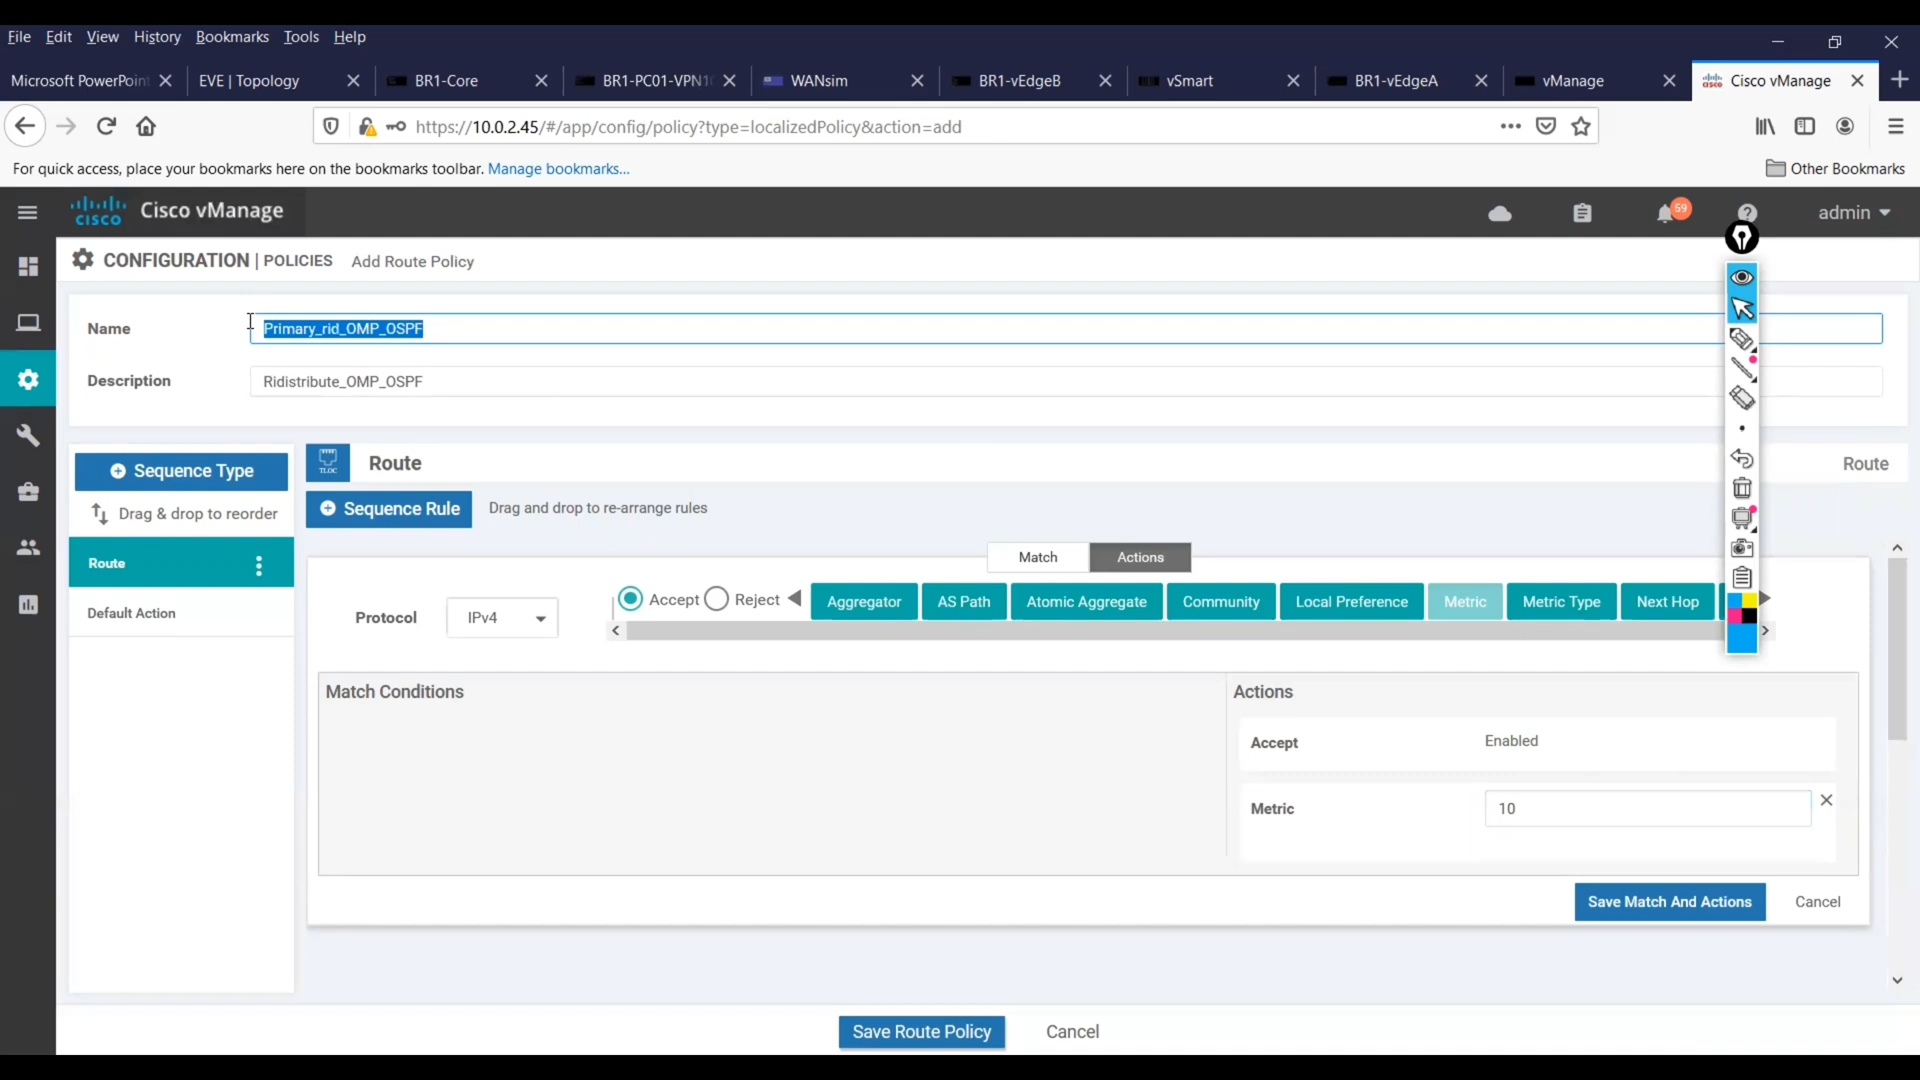 File Edit View History Bookmarks Tools Help
Microsoft PowerPoint EVE | Topology BR1-Core BR1-PC01-VPN1 WANsim BR1-vEdgeB vSmart BR1-vEdgeA vManage Cisco vManage
https://10.0.2.45/#/app/config/policy?type=localizedPolicy&action=add
For quick access, place your bookmarks here on the bookmarks toolbar. Manage bookmarks... Other Bookmarks
cisco Cisco vManage 59 admin
CONFIGURATION | POLICIES Add Route Policy
Name Primary_rid_OMP_OSPF
Description Ridistribute_OMP_OSPF
Sequence Type TLOC Route Route
Sequence Rule Drag and drop to re-arrange rules
Drag & drop to reorder
Match Actions
Route
Protocol IPv4 Accept Reject Aggregator AS Path Atomic Aggregate Community Local Preference Metric Metric Type Next Hop
Default Action
Match Conditions Actions
Accept Enabled
Metric 10
Save Match And Actions Cancel
Save Route Policy Cancel